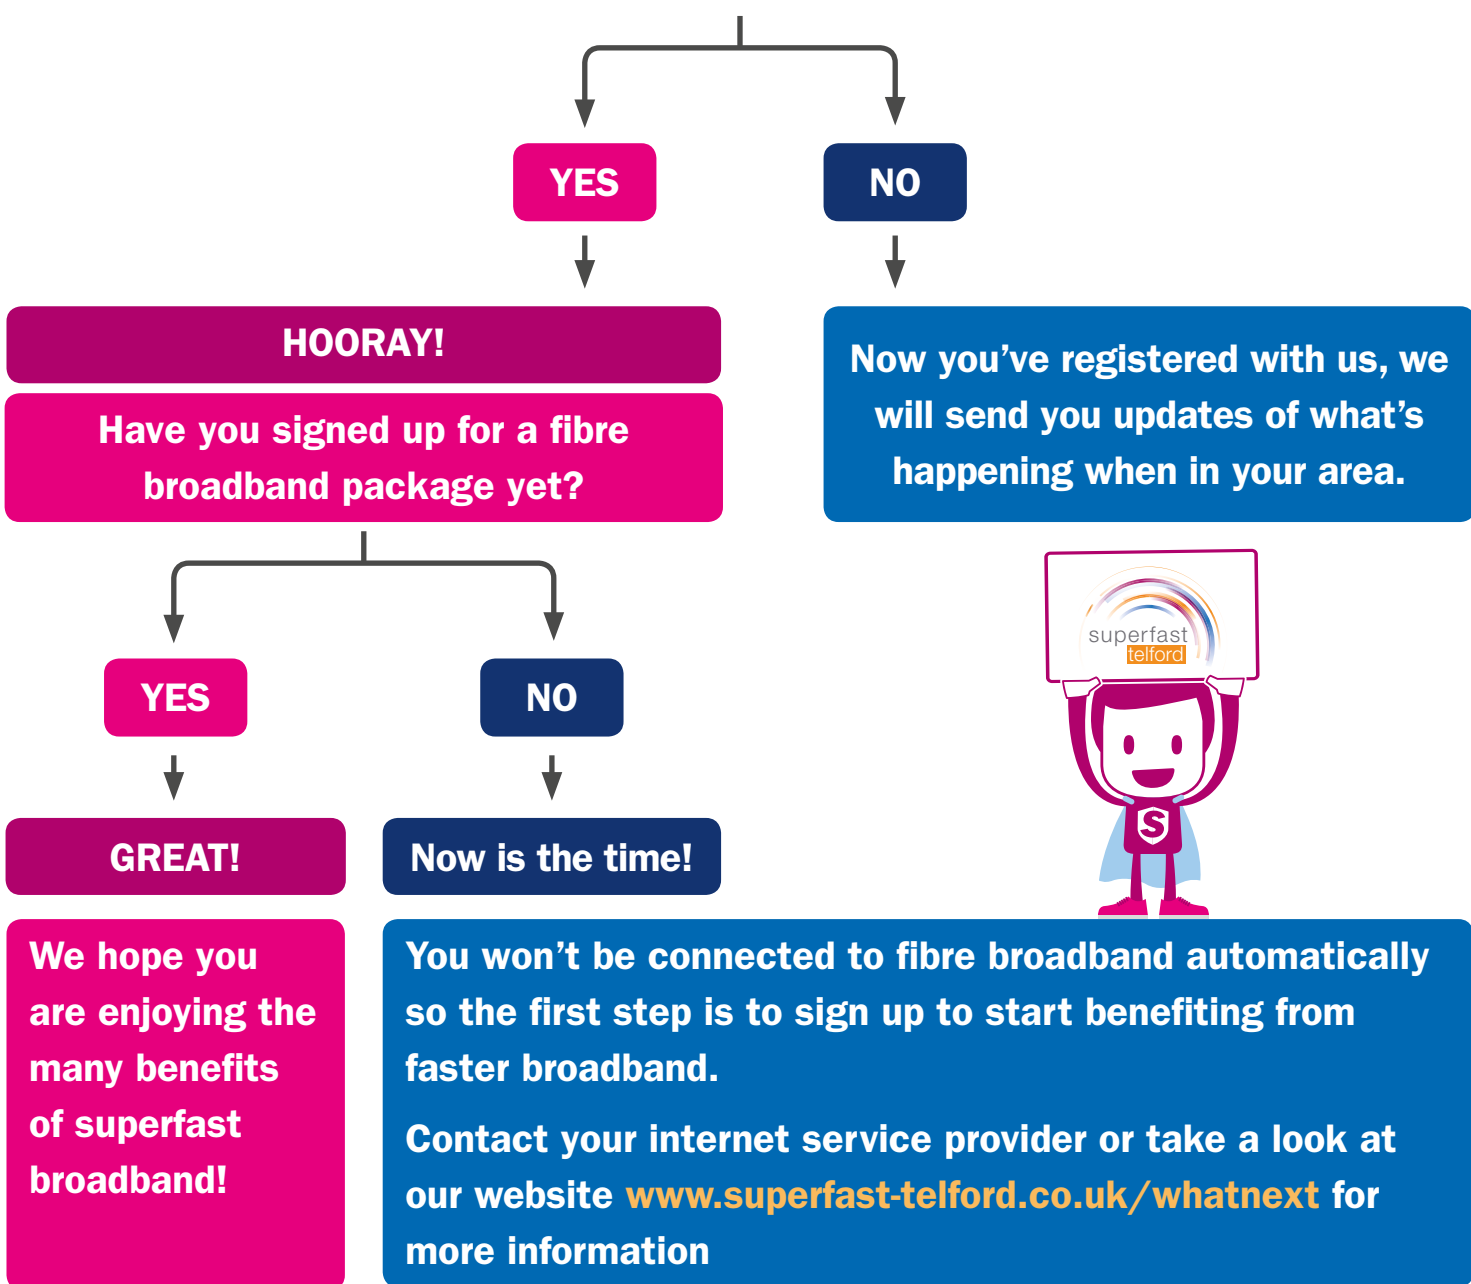 YES
NO
HOORAY!
Have you signed up for a fibre
broadband package yet?
Now you’ve registered with us, we
will send you updates of what’s
happening when in your area.
superfast
telford
YES
NO
S
GREAT!
Now is the time!
We hope you
are enjoying the
many benefits
of superfast
broadband!
You won’t be connected to fibre broadband automatically
so the first step is to sign up to start benefiting from
faster broadband.
Contact your internet service provider or take a look at
our website www.superfast-telford.co.uk/whatnext for
more information